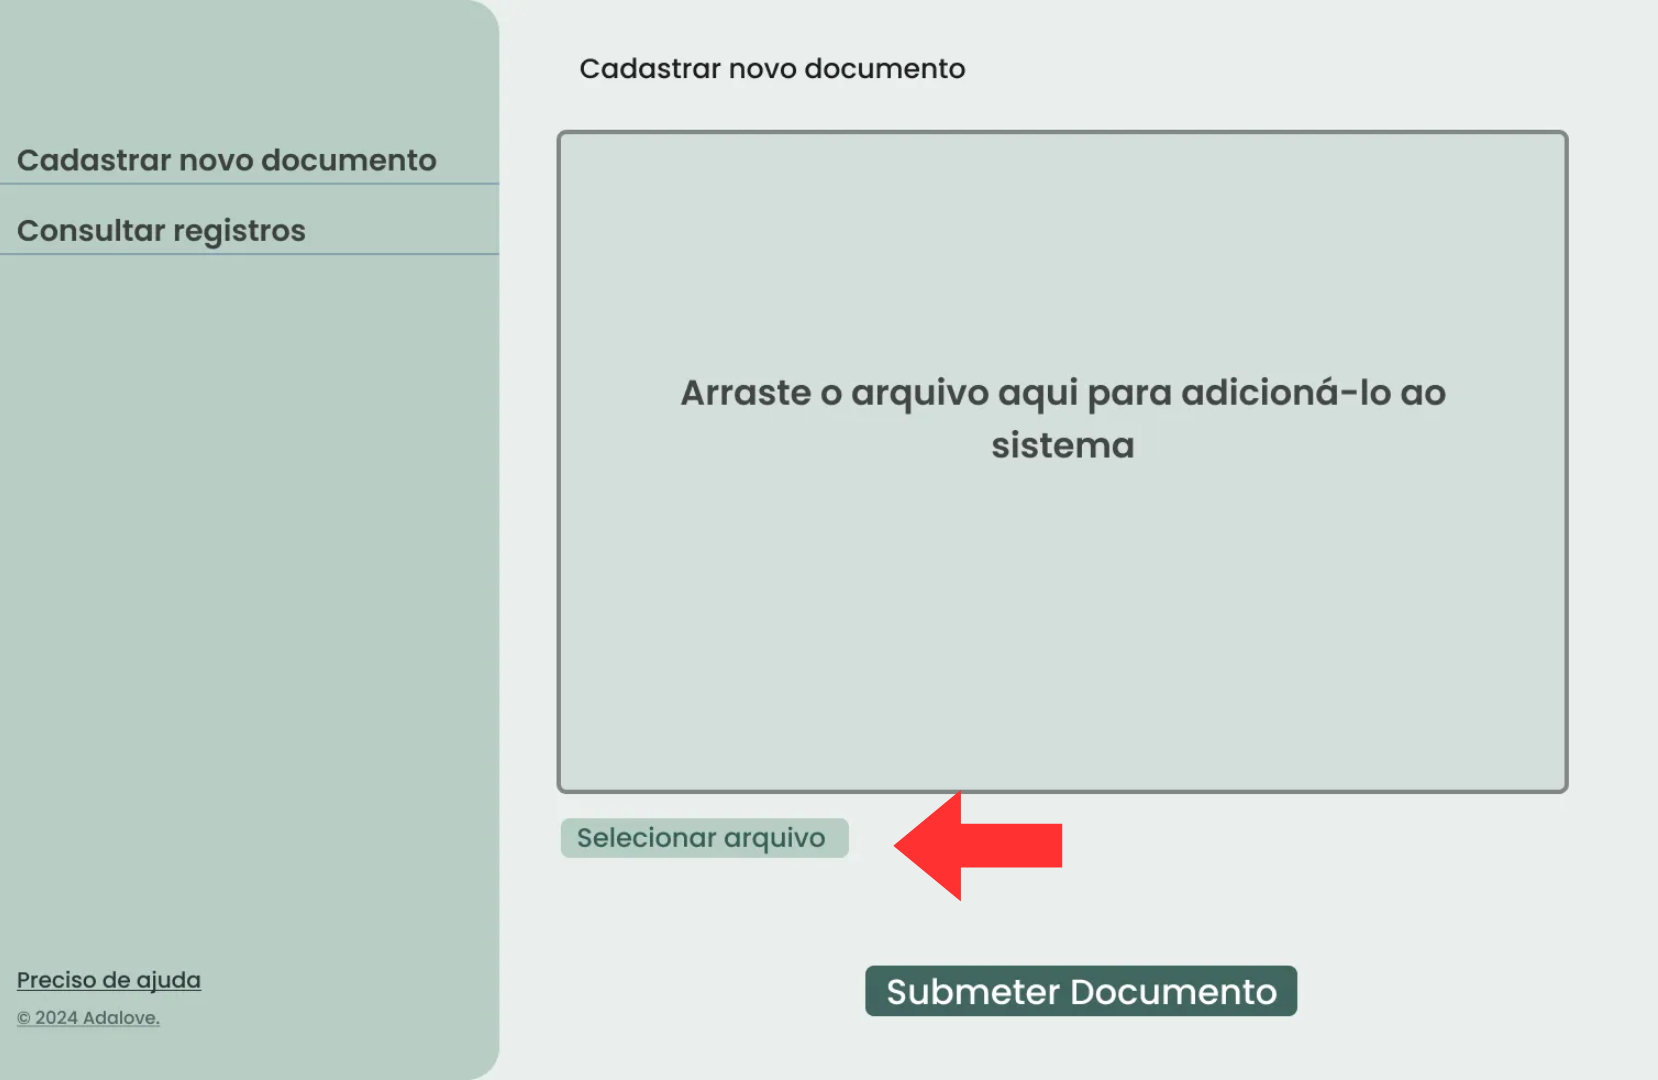 Cadastrar novo documento
Consultar registros
Preciso de ajuda
© 2024 Adalove.
Cadastrar novo documento
Arraste o arquivo aqui para adicioná-lo ao
sistema
Selecionar arquivo
Submeter Documento